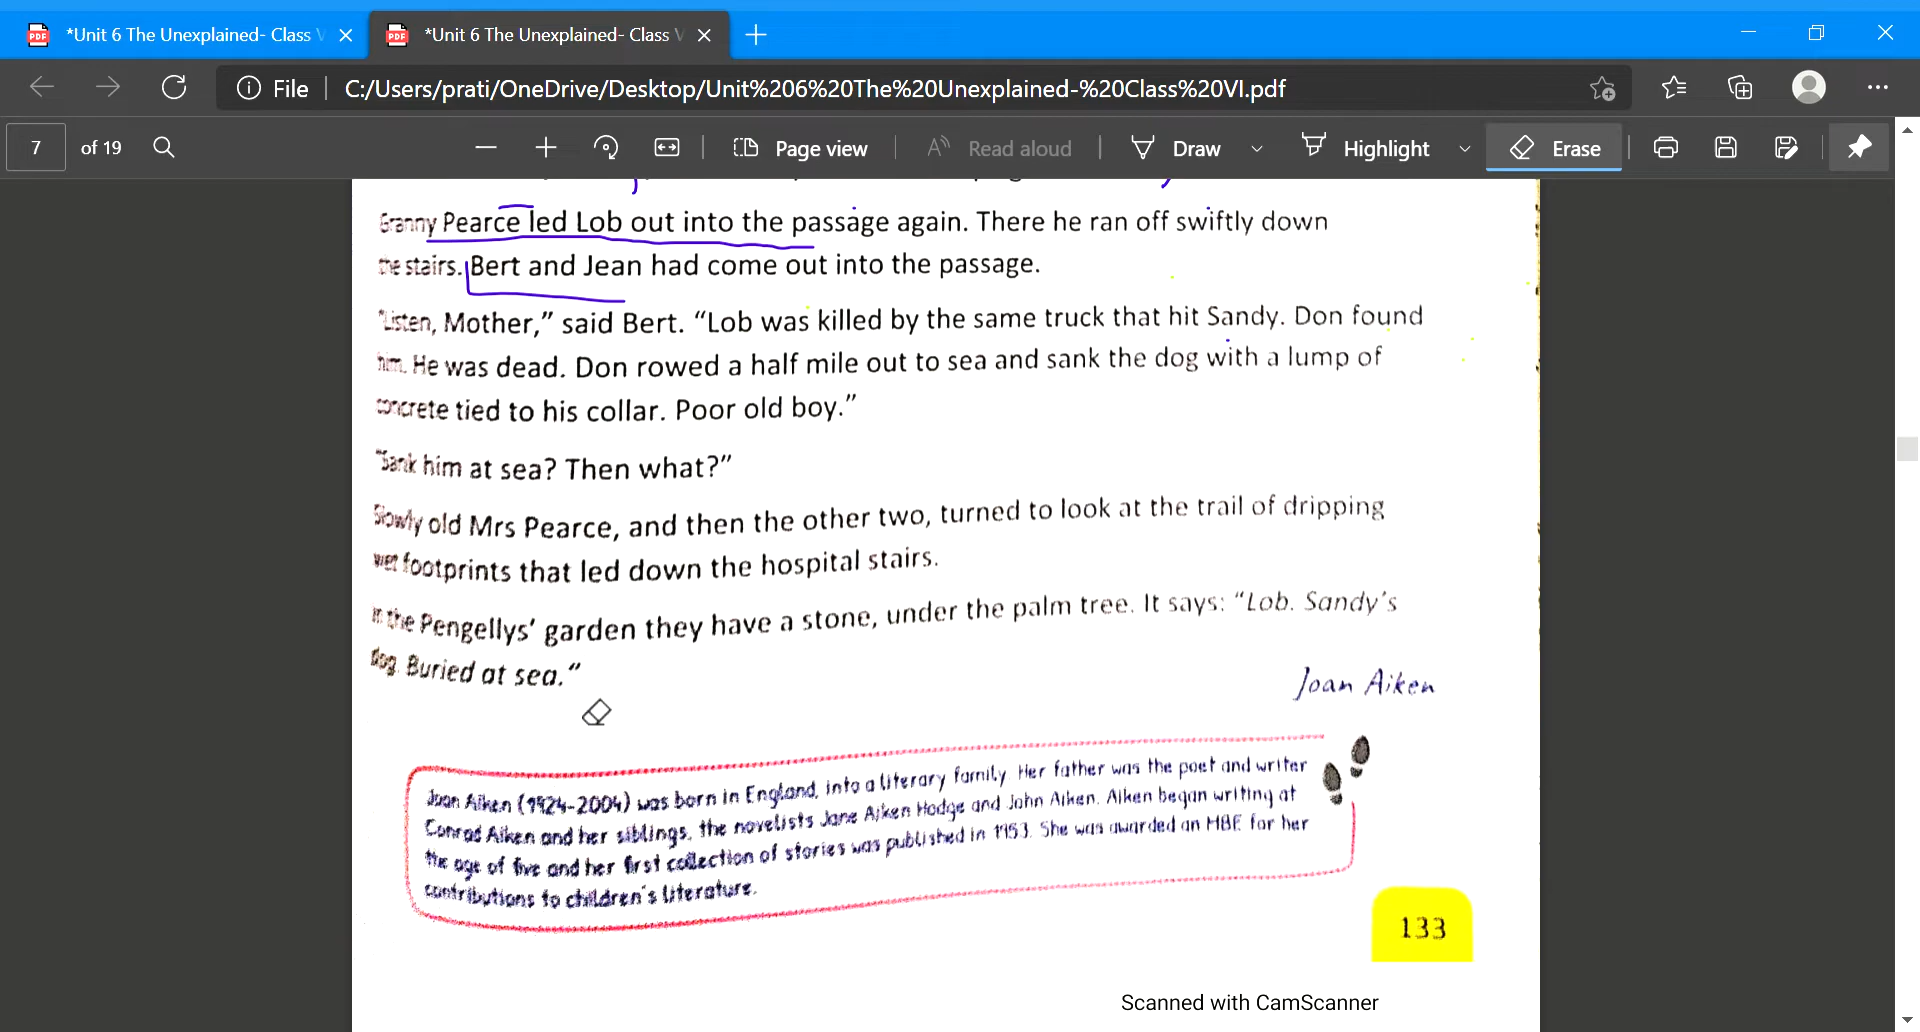 *Unit 6 The Unexplained- Class V
*Unit 6 The Unexplained- Class V
File
C:/Users/prati/OneDrive/Desktop/Unit%206%20The%20Unexplained-%20Class%20VI.pdf
7 of 19
Page view
Read aloud
Draw
Highlight
Erase
Granny Pearce led Lob out into the passage again. There he ran off swiftly down
the stairs. Bert and Jean had come out into the passage.
"Listen, Mother,” said Bert. “Lob was killed by the same truck that hit Sandy. Don found
him. He was dead. Don rowed a half mile out to sea and sank the dog with a lump of
concrete tied to his collar. Poor old boy.”
“Sank him at sea? Then what?”
Slowly old Mrs Pearce, and then the other two, turned to look at the trail of dripping
wet footprints that led down the hospital stairs.
In the Pengellys’ garden they have a stone, under the palm tree. It says: “Lob. Sandy’s
dog. Buried at sea.”
Joan Aiken
Joan Aiken (1924-2004) was born in England, into a literary family. Her father was the poet and writer
Conrad Aiken and her siblings, the novelists Jane Aiken Hodge and John Aiken. Aiken began writing at
the age of five and her first collection of stories was published in 1953. She was awarded an MBE for her
contributions to children's literature.
133
Scanned with CamScanner